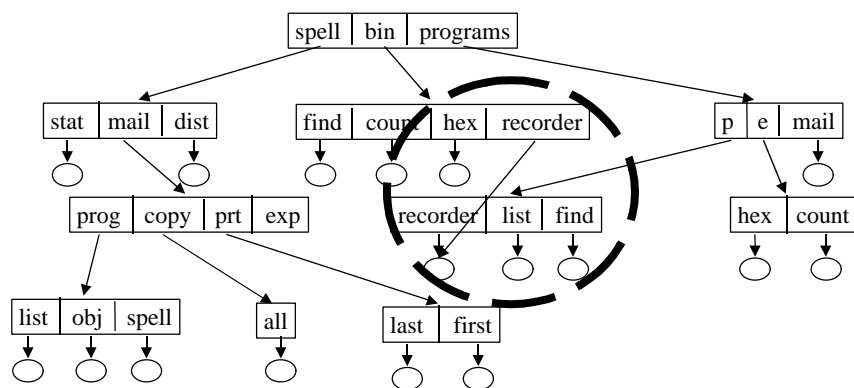 spell bin programs
stat mail dist find count hex recorder p e mail
prog copy prt exp recorder list find hex count
list obj spell all last first